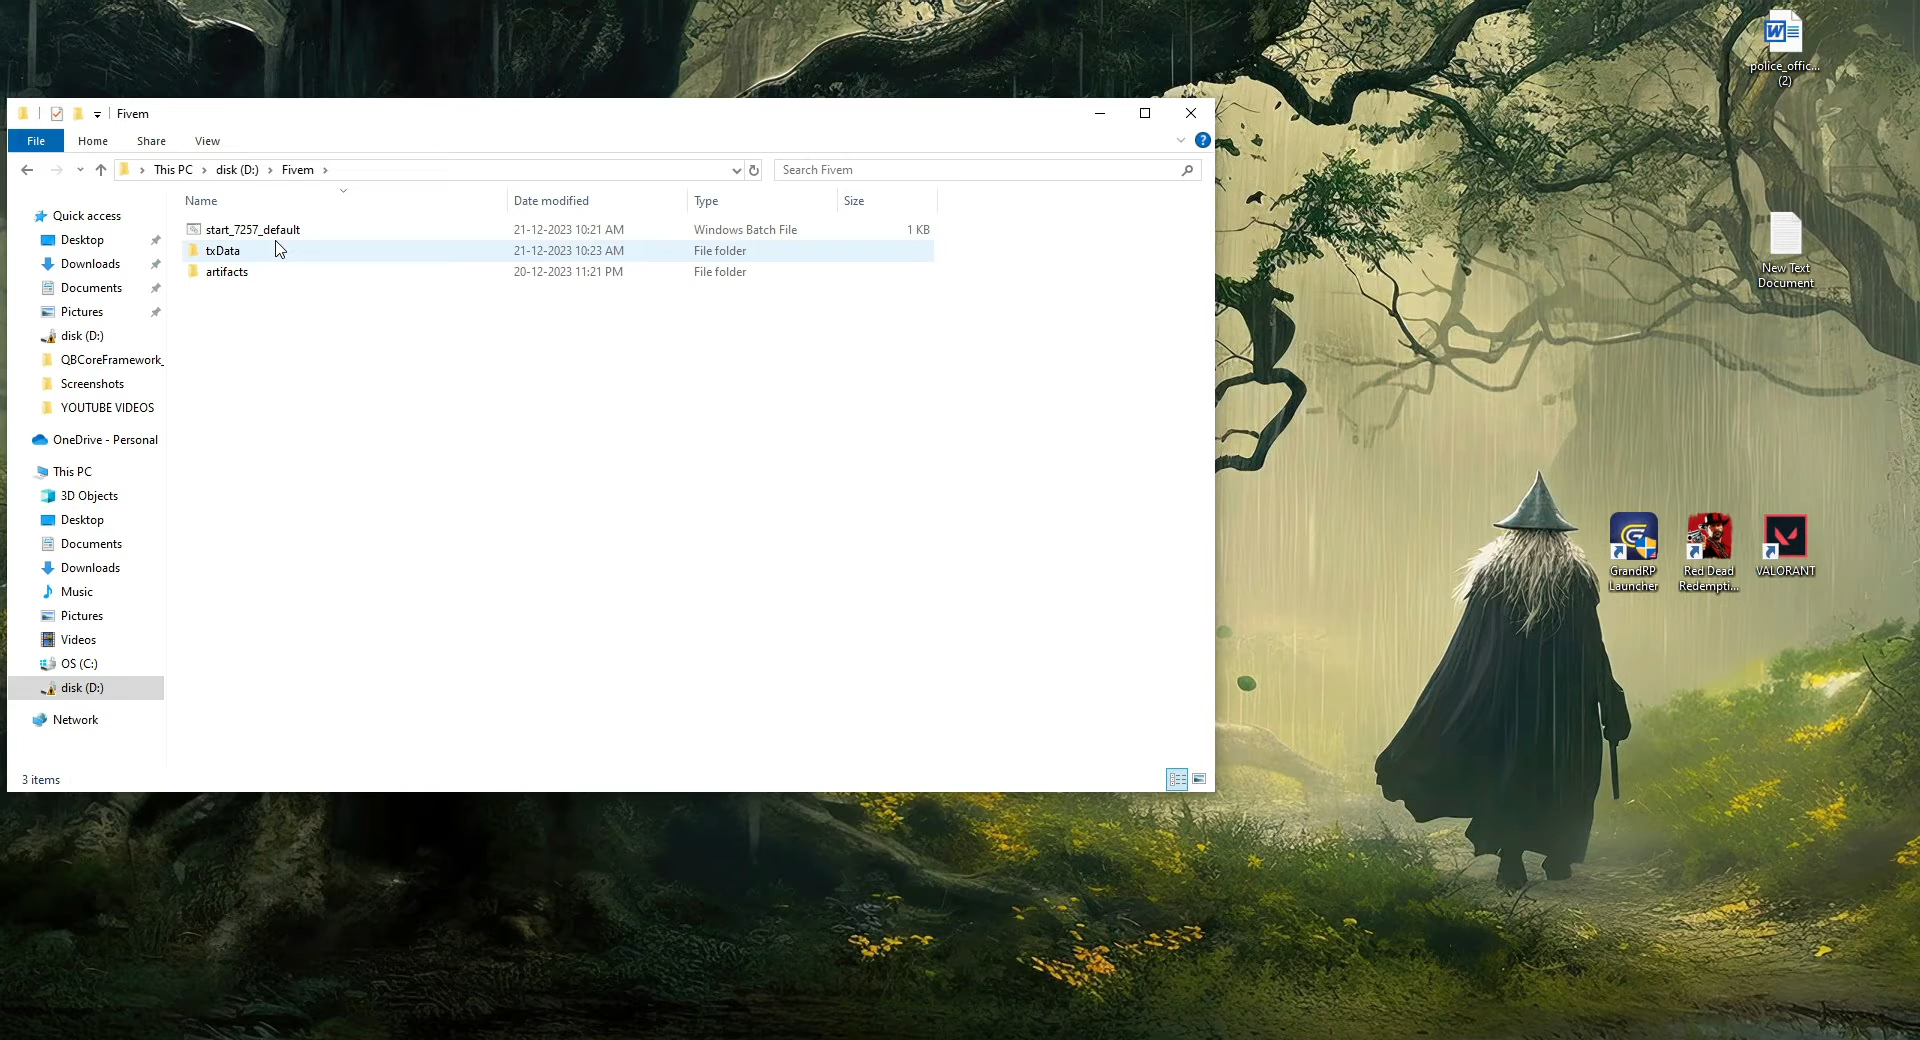 police_offic...
(2)
Fivem
File
Home
Share
View
This PC
disk (D:)
Fivem
Search Fivem
Name
Date modified
Type
Size
start_7257_default
21-12-2023 10:21 AM
Windows Batch File
1 KB
txData
21-12-2023 10:23 AM
File folder
artifacts
20-12-2023 11:21 PM
File folder
Quick access
Desktop
Downloads
Documents
Pictures
disk (D:)
QBCoreFramework_
Screenshots
YOUTUBE VIDEOS
OneDrive - Personal
This PC
3D Objects
Desktop
Documents
Downloads
Music
Pictures
Videos
OS (C:)
disk (D:)
Network
3 items
New Text
Document
GrandRP
Launcher
Red Dead
Redempti...
VALORANT